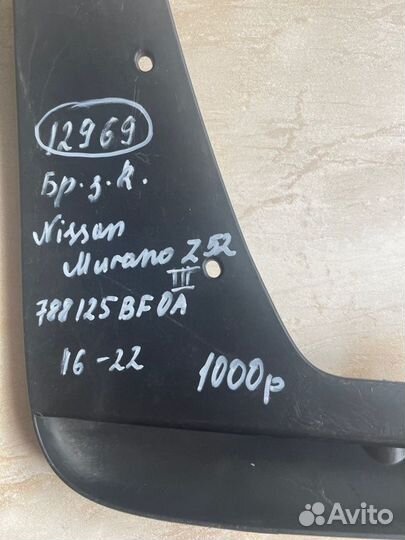 12969
Бр.з.к.
Nissan
Murano Z52
III
788125BF0A
16-22
1000р
Avito